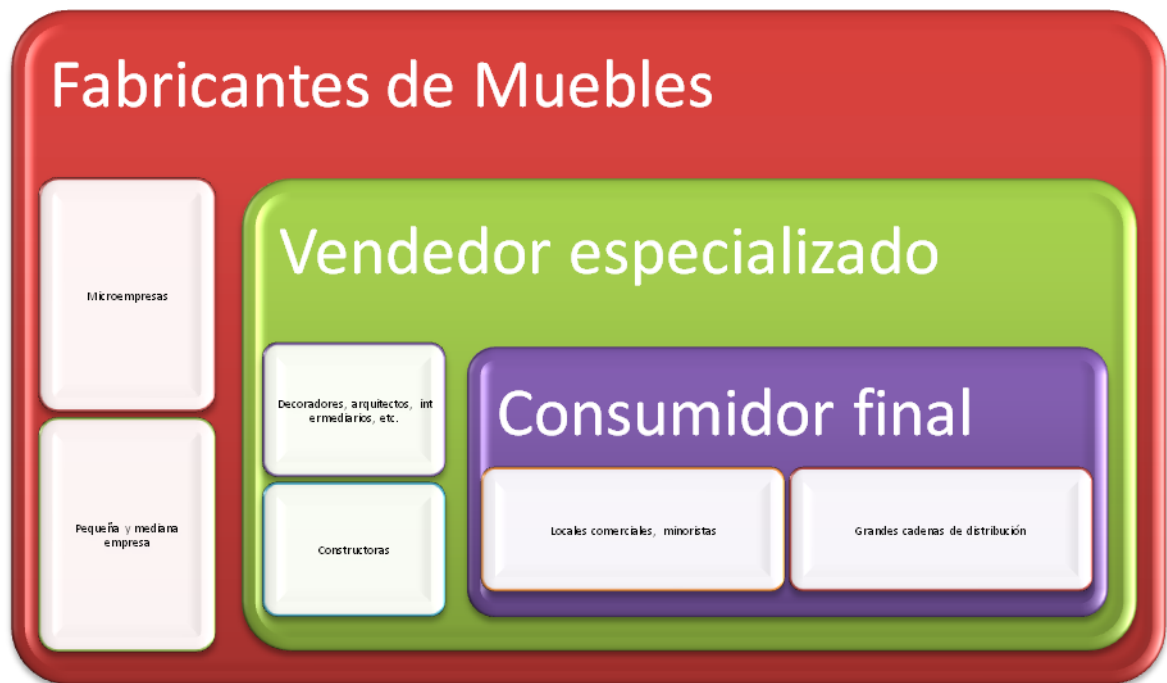 Fabricantes de Muebles
Microempresas
Pequeña y mediana
empresa
Vendedor especializado
Decoradores, arquitectos, int
ermediarios, etc.
Constructoras
Consumidor final
Locales comerciales, minoristas
Grandes cadenas de distribución